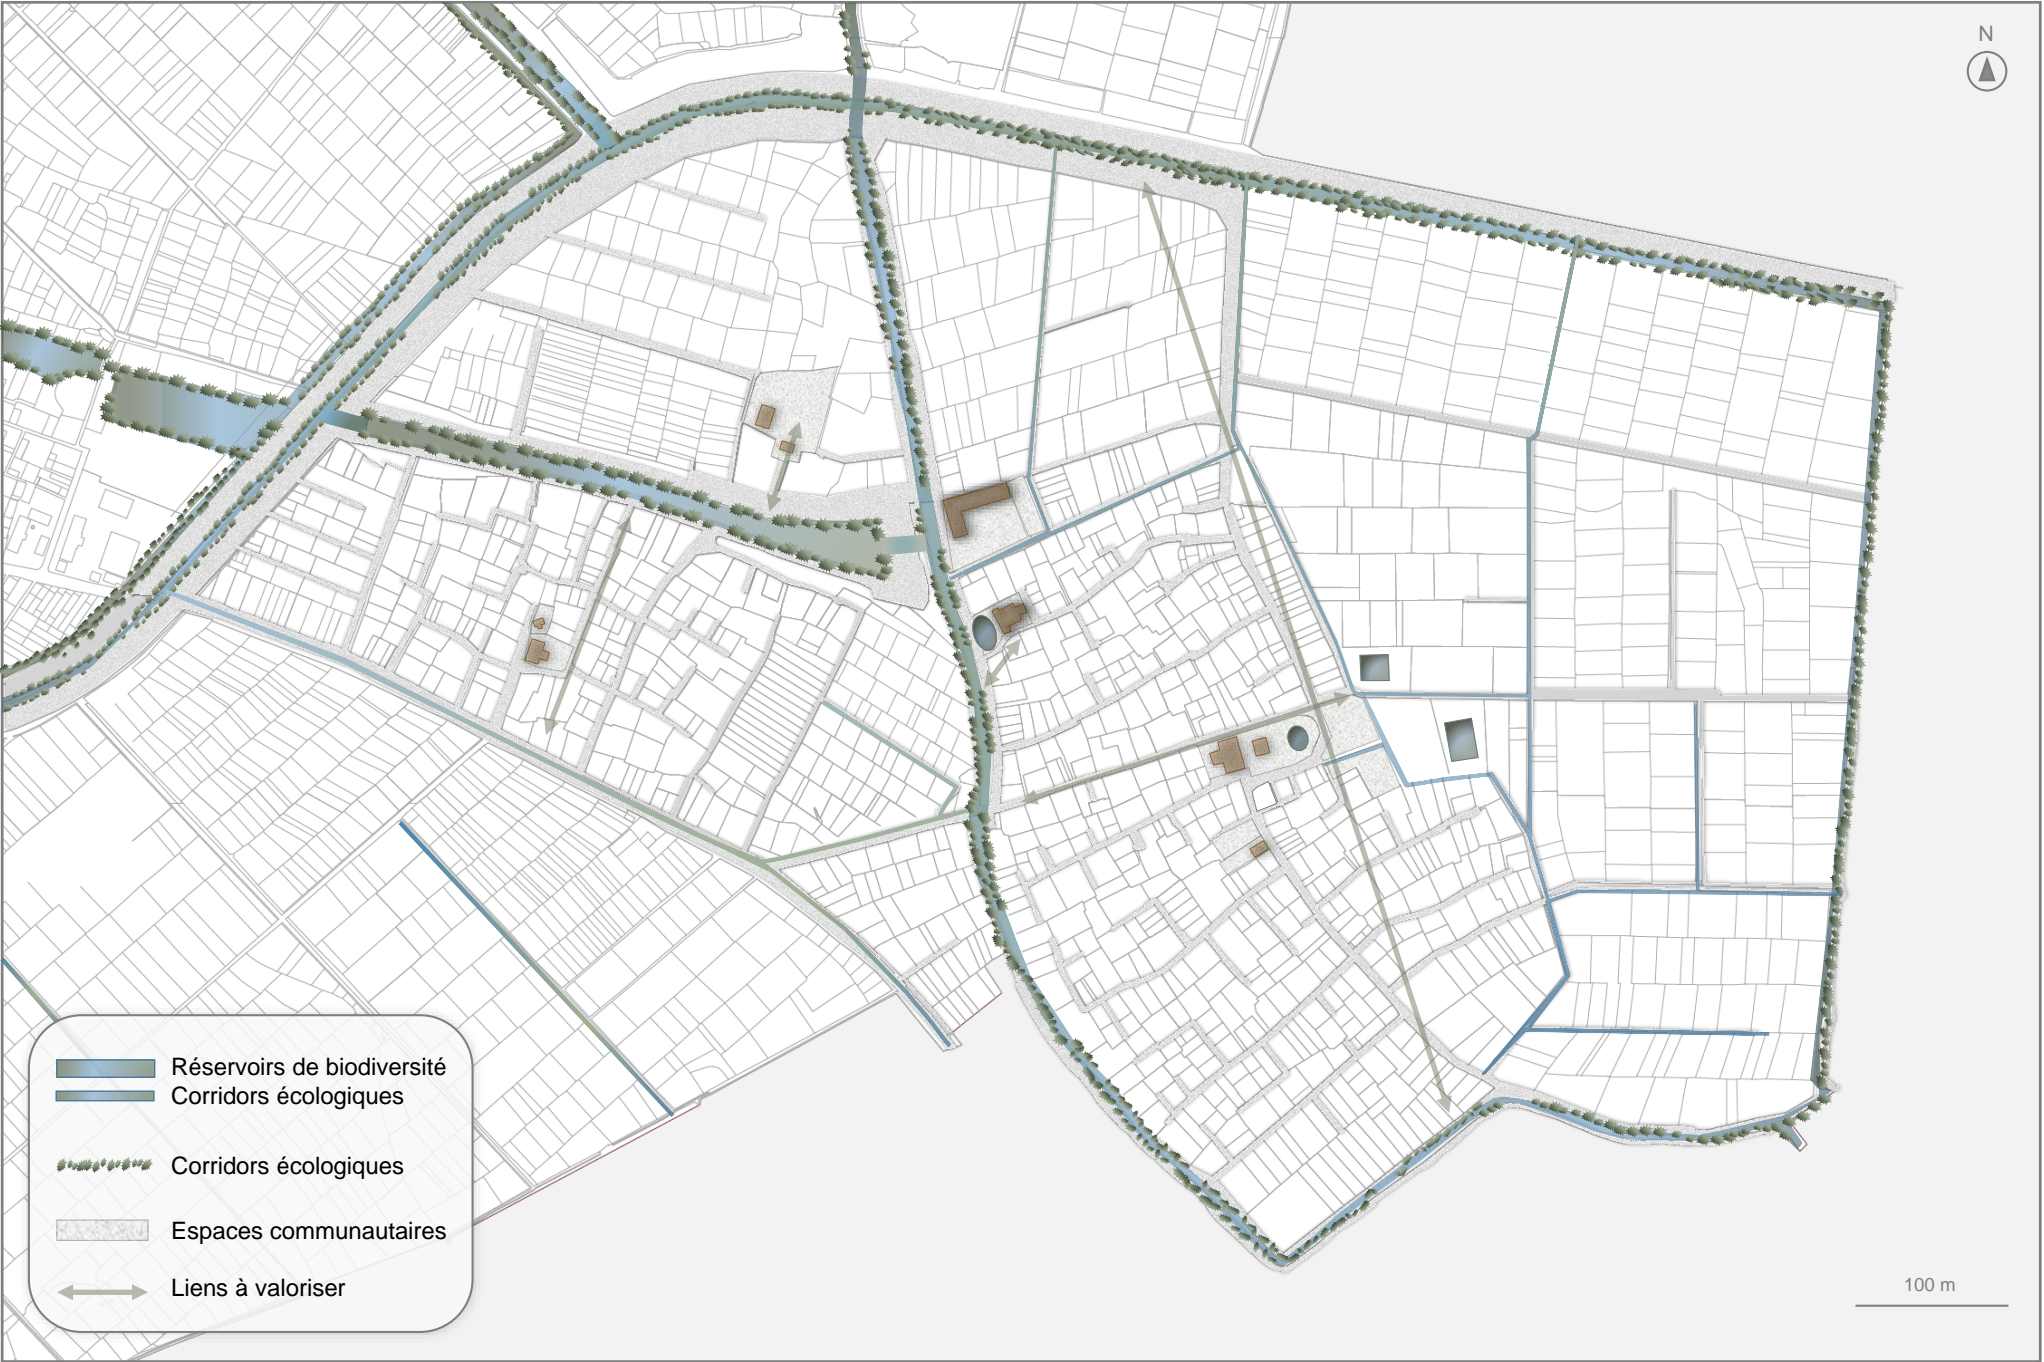 N
Réservoirs de biodiversité
Corridors écologiques
Corridors écologiques
Espaces communautaires
Liens à valoriser
100 m